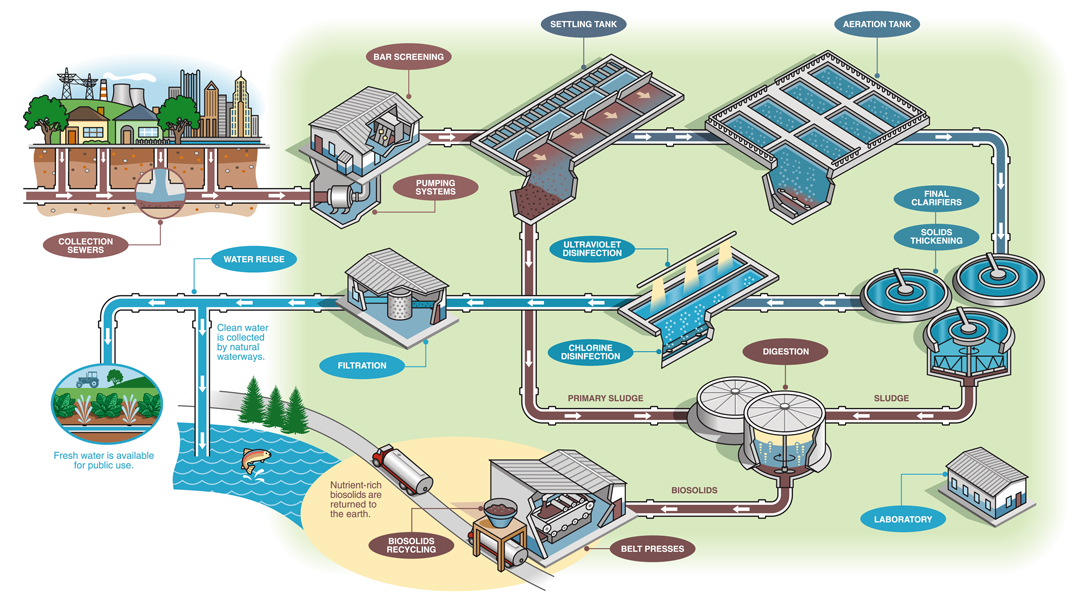 SETTLING TANK
AERATION TANK
BAR SCREENING
PUMPING
SYSTEMS
FINAL
CLARIFIERS
SOLIDS
THICKENING
COLLECTION
SEWERS
WATER REUSE
ULTRAVIOLET
DISINFECTION
Clean water
is collected
by natural
waterways.
FILTRATION
CHLORINE
DISINFECTION
DIGESTION
PRIMARY SLUDGE
SLUDGE
Fresh water is available
for public use.
Nutrient-rich
biosolids are
returned to
the earth.
BIOSOLIDS
LABORATORY
BIOSOLIDS
RECYCLING
BELT PRESSES